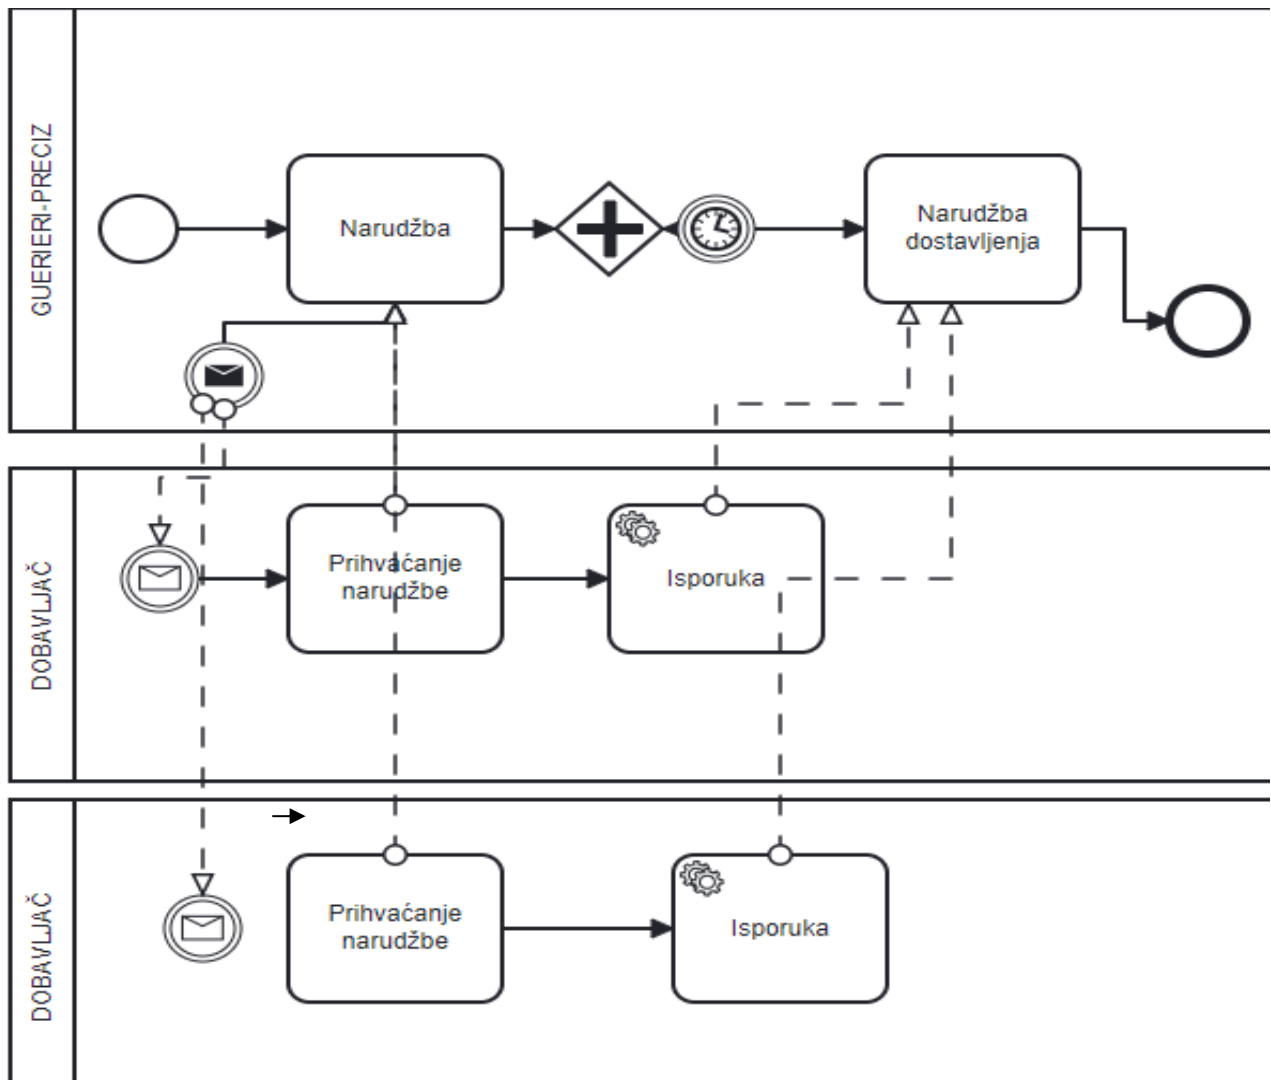 GUERIERI-PRECIZ
Narudžba
Narudžba
dostavljenja
DOBAVLJAČ
Prihvaćanje
narudžbe
Isporuka
DOBAVLJAČ
Prihvaćanje
narudžbe
Isporuka